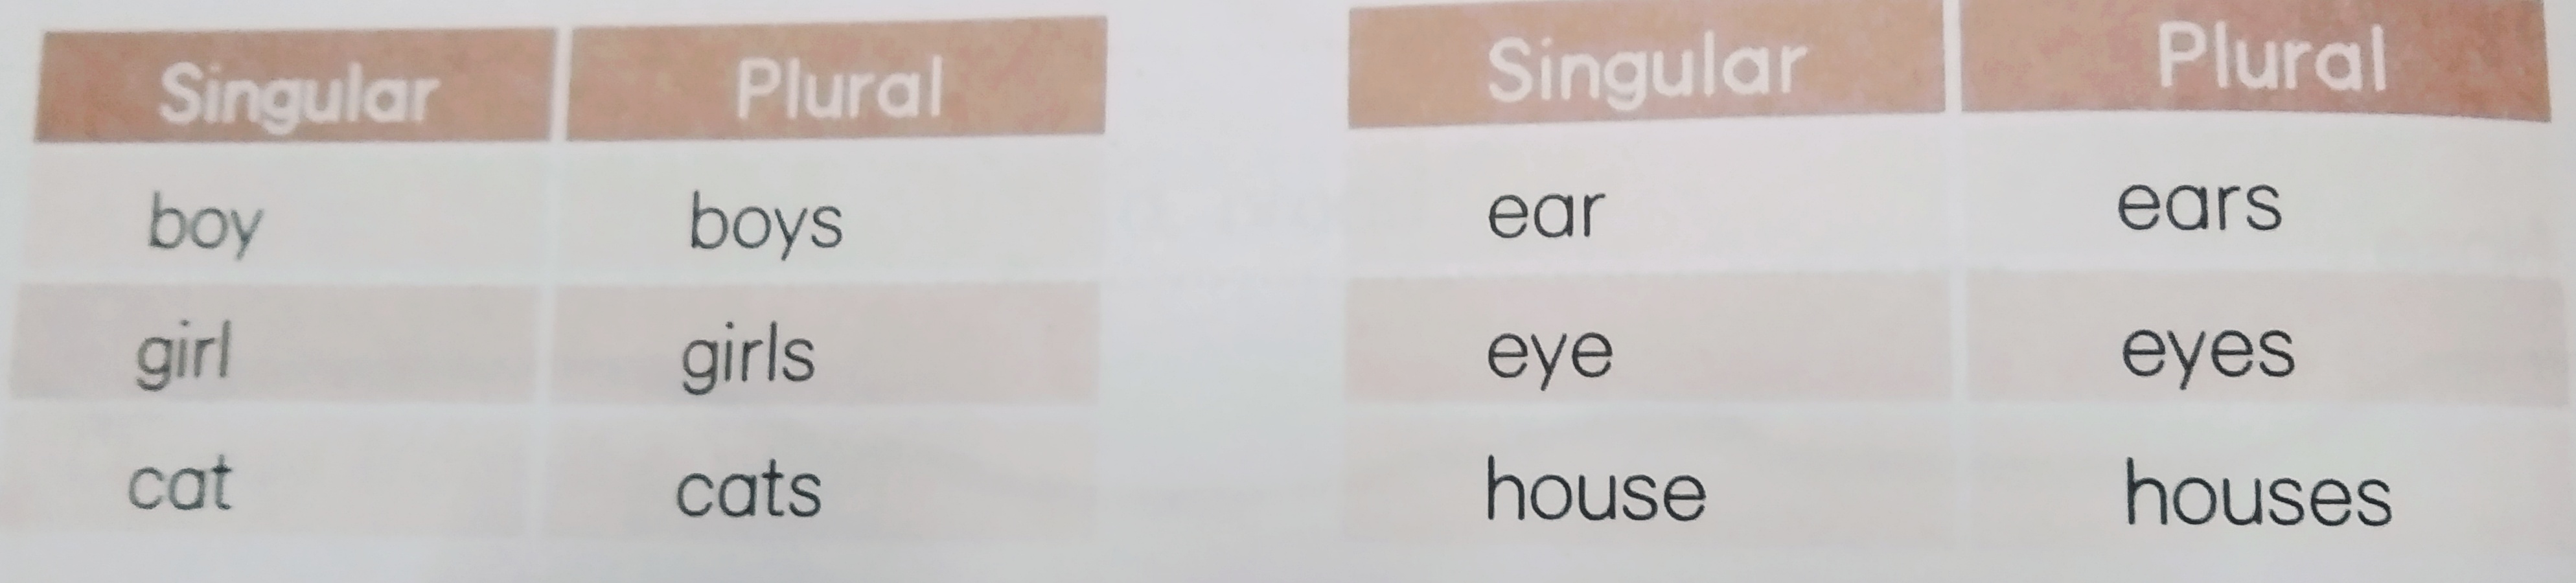 Singular Plural Singular Plural
boy boys ear ears
girl girls eye eyes
cat cats house houses